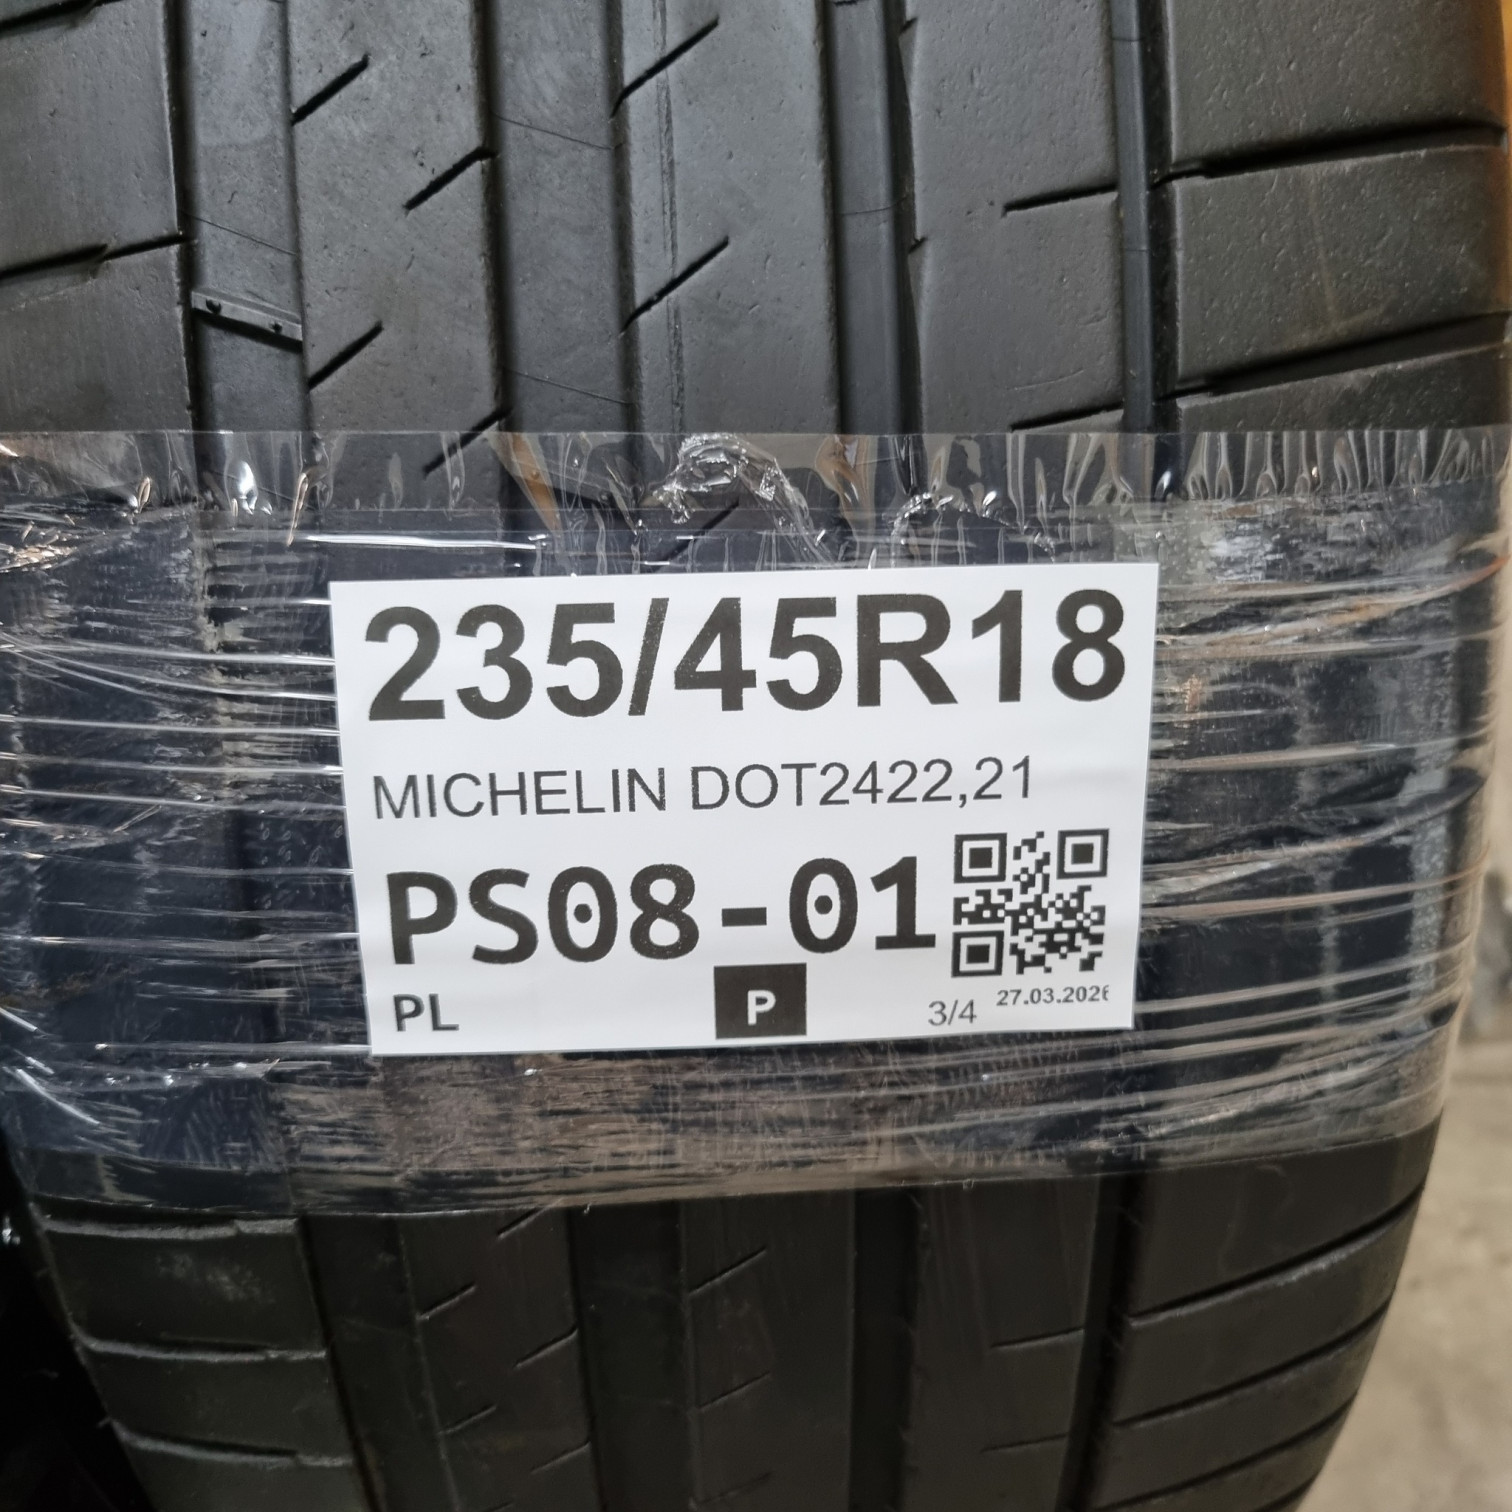 235/45R18
MICHELIN DOT2422,21
PS08-01
PL P 3/4 27.03.2026